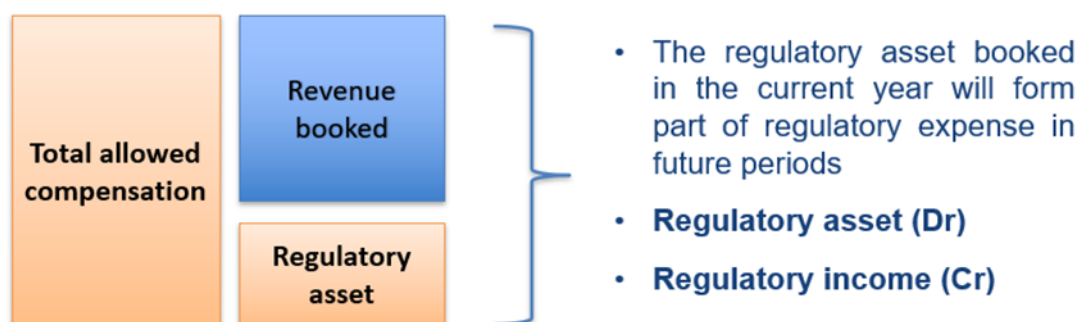 Total allowed
compensation
Revenue
booked
Regulatory
asset
• The regulatory asset booked
in the current year will form
part of regulatory expense in
future periods
• Regulatory asset (Dr)
• Regulatory income (Cr)